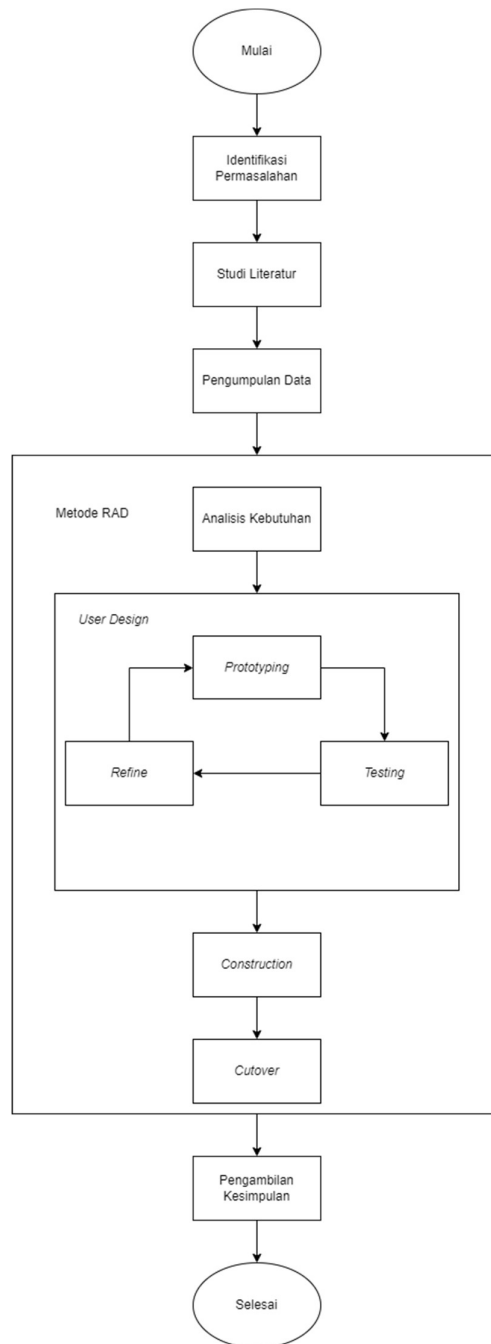 Mulai
Identifikasi
Permasalahan
Studi Literatur
Pengumpulan Data
Metode RAD
Analisis Kebutuhan
User Design
Prototyping
Refine
Testing
Construction
Cutover
Pengambilan
Kesimpulan
Selesai